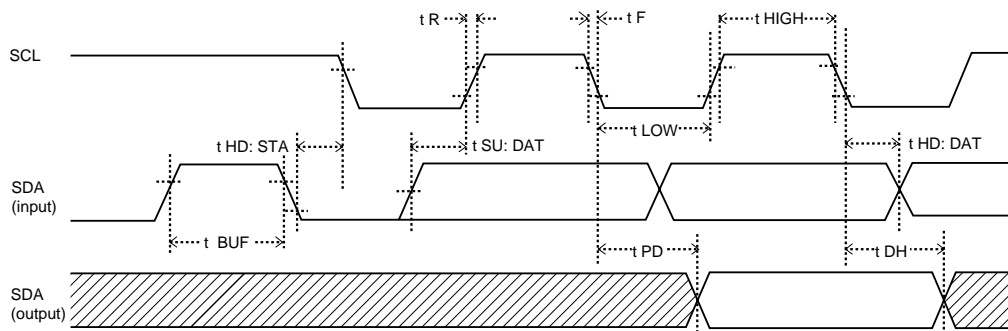 t R
t F
t HIGH
SCL
t LOW
t HD: STA
t SU: DAT
t HD: DAT
SDA
(input)
t BUF
t PD
t DH
SDA
(output)